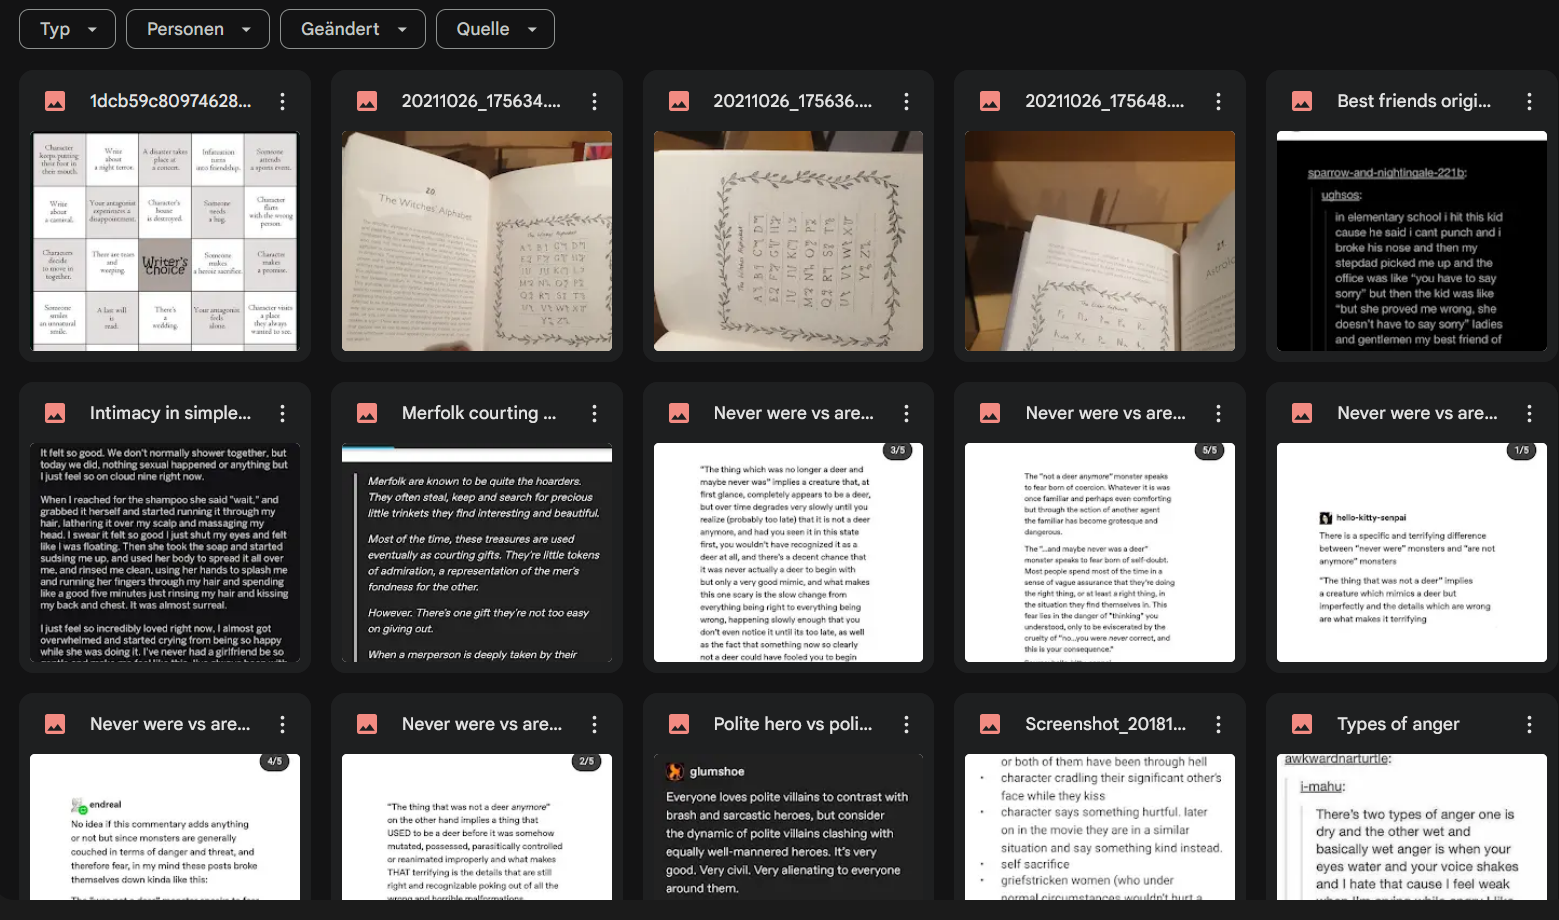 Typ
Personen
Geändert
Quelle
1dcb59c80974628...
20211026_175634....
20211026_175636....
20211026_175648....
Best friends origi...
Character
keeps putting
their foot in
their mouth.
Write
about
a night terror.
A disaster takes
place at
a concert.
Infatuation
turns
into friendship.
Someone
attends
a sports event.
Write
about
a carnival.
Your antagonist
experiences a
disappointment.
Character's
house
is destroyed.
Someone
needs
a hug.
Character
flirts
with the wrong
person.
Characters
decide
to move in
together.
There are tears
and
weeping.
Writer's
Choice
Someone
makes
a heroic sacrifice.
Character
makes
a promise.
Someone
smiles
an unnatural
smile.
A last will
is
read.
There's
a
wedding.
Your antagonist
feels
alone.
Character visits
a place
they always
wanted to see.
20
The Witches' Alphabet
21
sparrow-and-nightingale-221b:
ughsos:
in elementary school i hit this kid
cause he said i cant punch and i
broke his nose and then my
stepdad picked me up and the
office was like "you have to say
sorry" but then the kid was like
"but she proved me wrong, she
doesn't have to say sorry" ladies
and gentlemen my best friend of
Intimacy in simple...
Merfolk courting ...
Never were vs are...
Never were vs are...
Never were vs are...
It felt so good. We don't normally shower together, but
today we did, nothing sexual happened or anything but
I just feel so on cloud nine right now.
When I reached for the shampoo she said "wait," and
grabbed it herself and started running it through my
hair, lathering it over my scalp and massaging my
head. I swear it felt so good I just shut my eyes and felt
like I was floating. Then she took the soap and started
sudsing me up, and used her body to spread it all over
me, and rinsed me clean, using her hands to splash me
and running her fingers through my hair and spending
like a good five minutes just rinsing my hair and kissing
my back and chest. It was almost surreal.
I just feel so incredibly loved right now, I almost got
overwhelmed and started crying from being so happy
while she was doing it. I've never had a girlfriend be so
Merfolk are known to be quite the hoarders.
They often steal, keep and search for precious
little trinkets they find interesting and beautiful.
Most of the time, these treasures are used
eventually as courting gifts. They're little tokens
of admiration, a representation of the mer's
fondness for the other.
However. There's one gift they're not too easy
on giving out.
When a merperson is deeply taken by their
3/5
"The thing which was no longer a deer and
maybe never was" implies a creature that, at
first glance, completely appears to be a deer,
but over time degrades very slowly until you
realize (probably too late) that it is not a deer
anymore, and had you seen it in this state
first, you wouldn't have recognized it as a
deer at all, and there's a decent chance that
it was never actually a deer to begin with
but only a very good mimic, and what makes
this one scary is the slow change from
everything being right to everything being
wrong, happening slowly enough that you
don't even notice it until its too late, as well
as the fact that something now so clearly
not a deer could have fooled you to begin
5/5
The "not a deer anymore" monster speaks
to fear born of coercion. Whatever it is was
once familiar and perhaps even comforting
but through the action of another agent
the familiar has become grotesque and
dangerous.
The "...and maybe never was a deer"
monster speaks to fear born of self-doubt.
Most people spend most of the time in a
sense of vague assurance that they're doing
the right thing, or at least a right thing, in
the situation they find themselves in. This
fear lies in the danger of "thinking" you
understood, only to be eviscerated by the
cruelty of "no...you were never correct, and
this is your consequence."
1/5
hello-kitty-senpai
There is a specific and terrifying difference
between "never were" monsters and "are not
anymore" monsters
"The thing that was not a deer" implies
a creature which mimics a deer but
imperfectly and the details which are wrong
are what makes it terrifying
Never were vs are...
Never were vs are...
Polite hero vs poli...
Screenshot_20181...
Types of anger
4/5
endreal
No idea if this commentary adds anything
or not but since monsters are generally
couched in terms of danger and threat, and
therefore fear, in my mind these posts broke
themselves down kinda like this:
The "was not a deer" monster speaks to fear
2/5
"The thing that was not a deer anymore"
on the other hand implies a thing that
USED to be a deer before it was somehow
mutated, possessed, parasitically controlled
or reanimated improperly and what makes
THAT terrifying is the details that are still
right and recognizable poking out of all the
wrong and horrible malformations
glumshoe
Everyone loves polite villains to contrast with
brash and sarcastic heroes, but consider
the dynamic of polite villains clashing with
equally well-mannered heroes. It's very
good. Very civil. Very alienating to everyone
around them.
or both of them have been through hell
character cradling their significant other's
face while they kiss
character says something hurtful. later
on in the movie they are in a similar
situation and say something kind instead.
self sacrifice
griefstricken women (who under
normal circumstances wouldn't hurt a
awkwardnarturtle:
i-mahu:
There's two types of anger one is
dry and the other wet and
basically wet anger is when your
eyes water and your voice shakes
and I hate that cause I feel weak
when I'm crying while angry I like